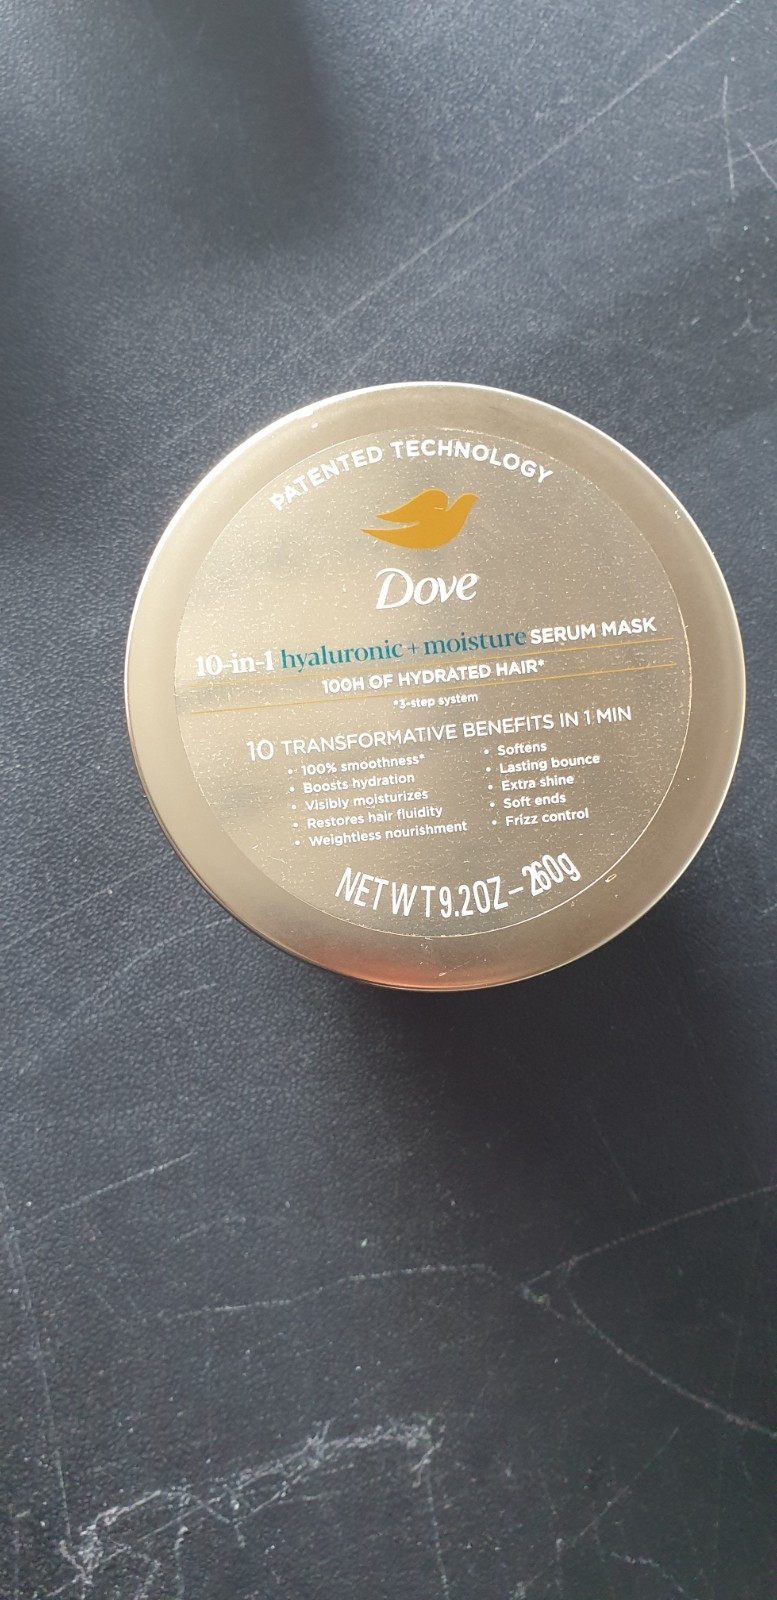 PATENTED TECHNOLOGY
Dove
10-in-1 hyaluronic + moisture SERUM MASK
100H OF HYDRATED HAIR*
*3-step system
10 TRANSFORMATIVE BENEFITS IN 1 MIN
• 100% smoothness*
• Boosts hydration
• Visibly moisturizes
• Restores hair fluidity
• Weightless nourishment
• Softens
• Lasting bounce
• Extra shine
• Soft ends
• Frizz control
NET WT 9.2OZ – 260g